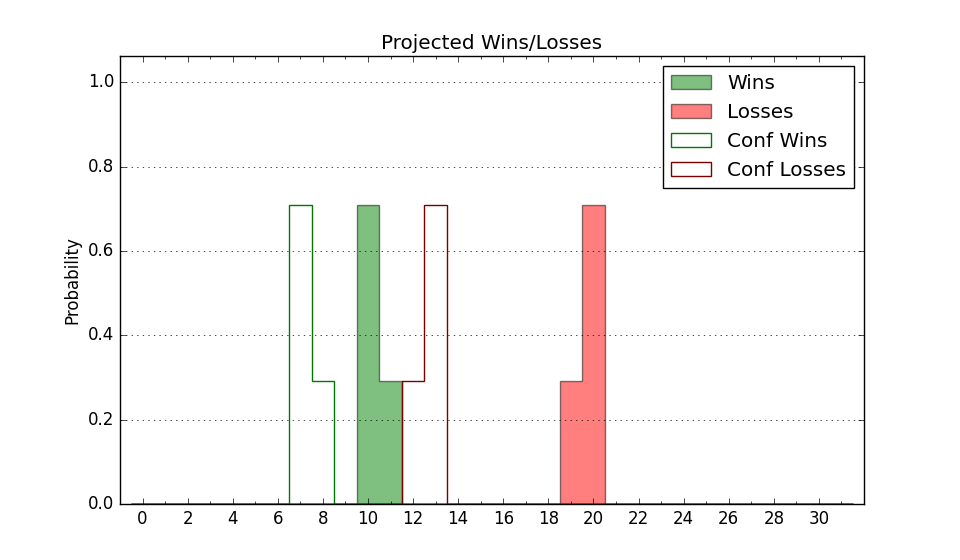 Projected Wins/Losses
1.0
0.8
0.6
0.4
0.2
0.0
Probability
Wins
Losses
Conf Wins
Conf Losses
0 2 4 6 8 10 12 14 16 18 20 22 24 26 28 30